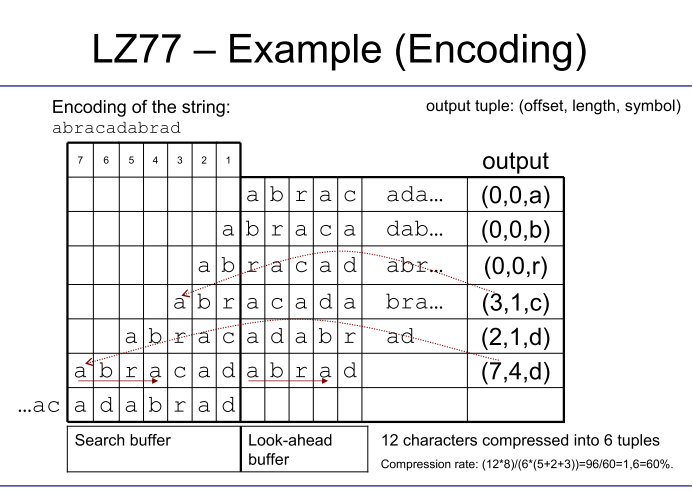 LZ77 – Example (Encoding)
Encoding of the string:
abracadabrad
output tuple: (offset, length, symbol)
7 6 5 4 3 2 1 output
a b r a c ada… (0,0,a)
a b r a c a dab… (0,0,b)
a b r a c a d abr… (0,0,r)
a b r a c a d a bra… (3,1,c)
a b r a c a d a b r ad (2,1,d)
a b r a c a d a b r a d (7,4,d)
…ac a d a b r a d
Search buffer
Look-ahead
buffer
12 characters compressed into 6 tuples
Compression rate: (12*8)/(6*(5+2+3))=96/60=1,6=60%.